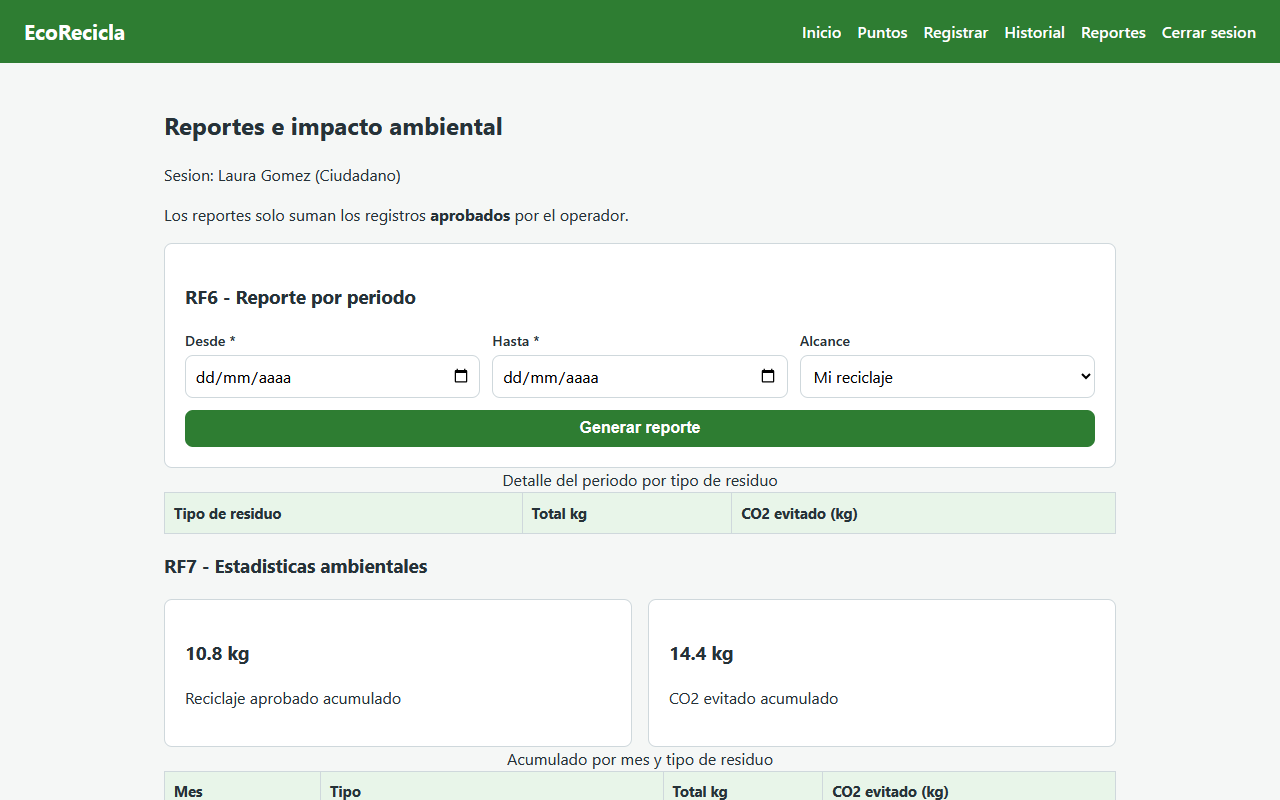 EcoRecicla
Inicio Puntos Registrar Historial Reportes Cerrar sesion
Reportes e impacto ambiental
Sesion: Laura Gomez (Ciudadano)
Los reportes solo suman los registros aprobados por el operador.
RF6 - Reporte por periodo
Desde * Hasta * Alcance
dd/mm/aaaa dd/mm/aaaa Mi reciclaje
Generar reporte
Detalle del periodo por tipo de residuo
Tipo de residuo Total kg CO2 evitado (kg)
RF7 - Estadisticas ambientales
10.8 kg 14.4 kg
Reciclaje aprobado acumulado CO2 evitado acumulado
Acumulado por mes y tipo de residuo
Mes Tipo Total kg CO2 evitado (kg)